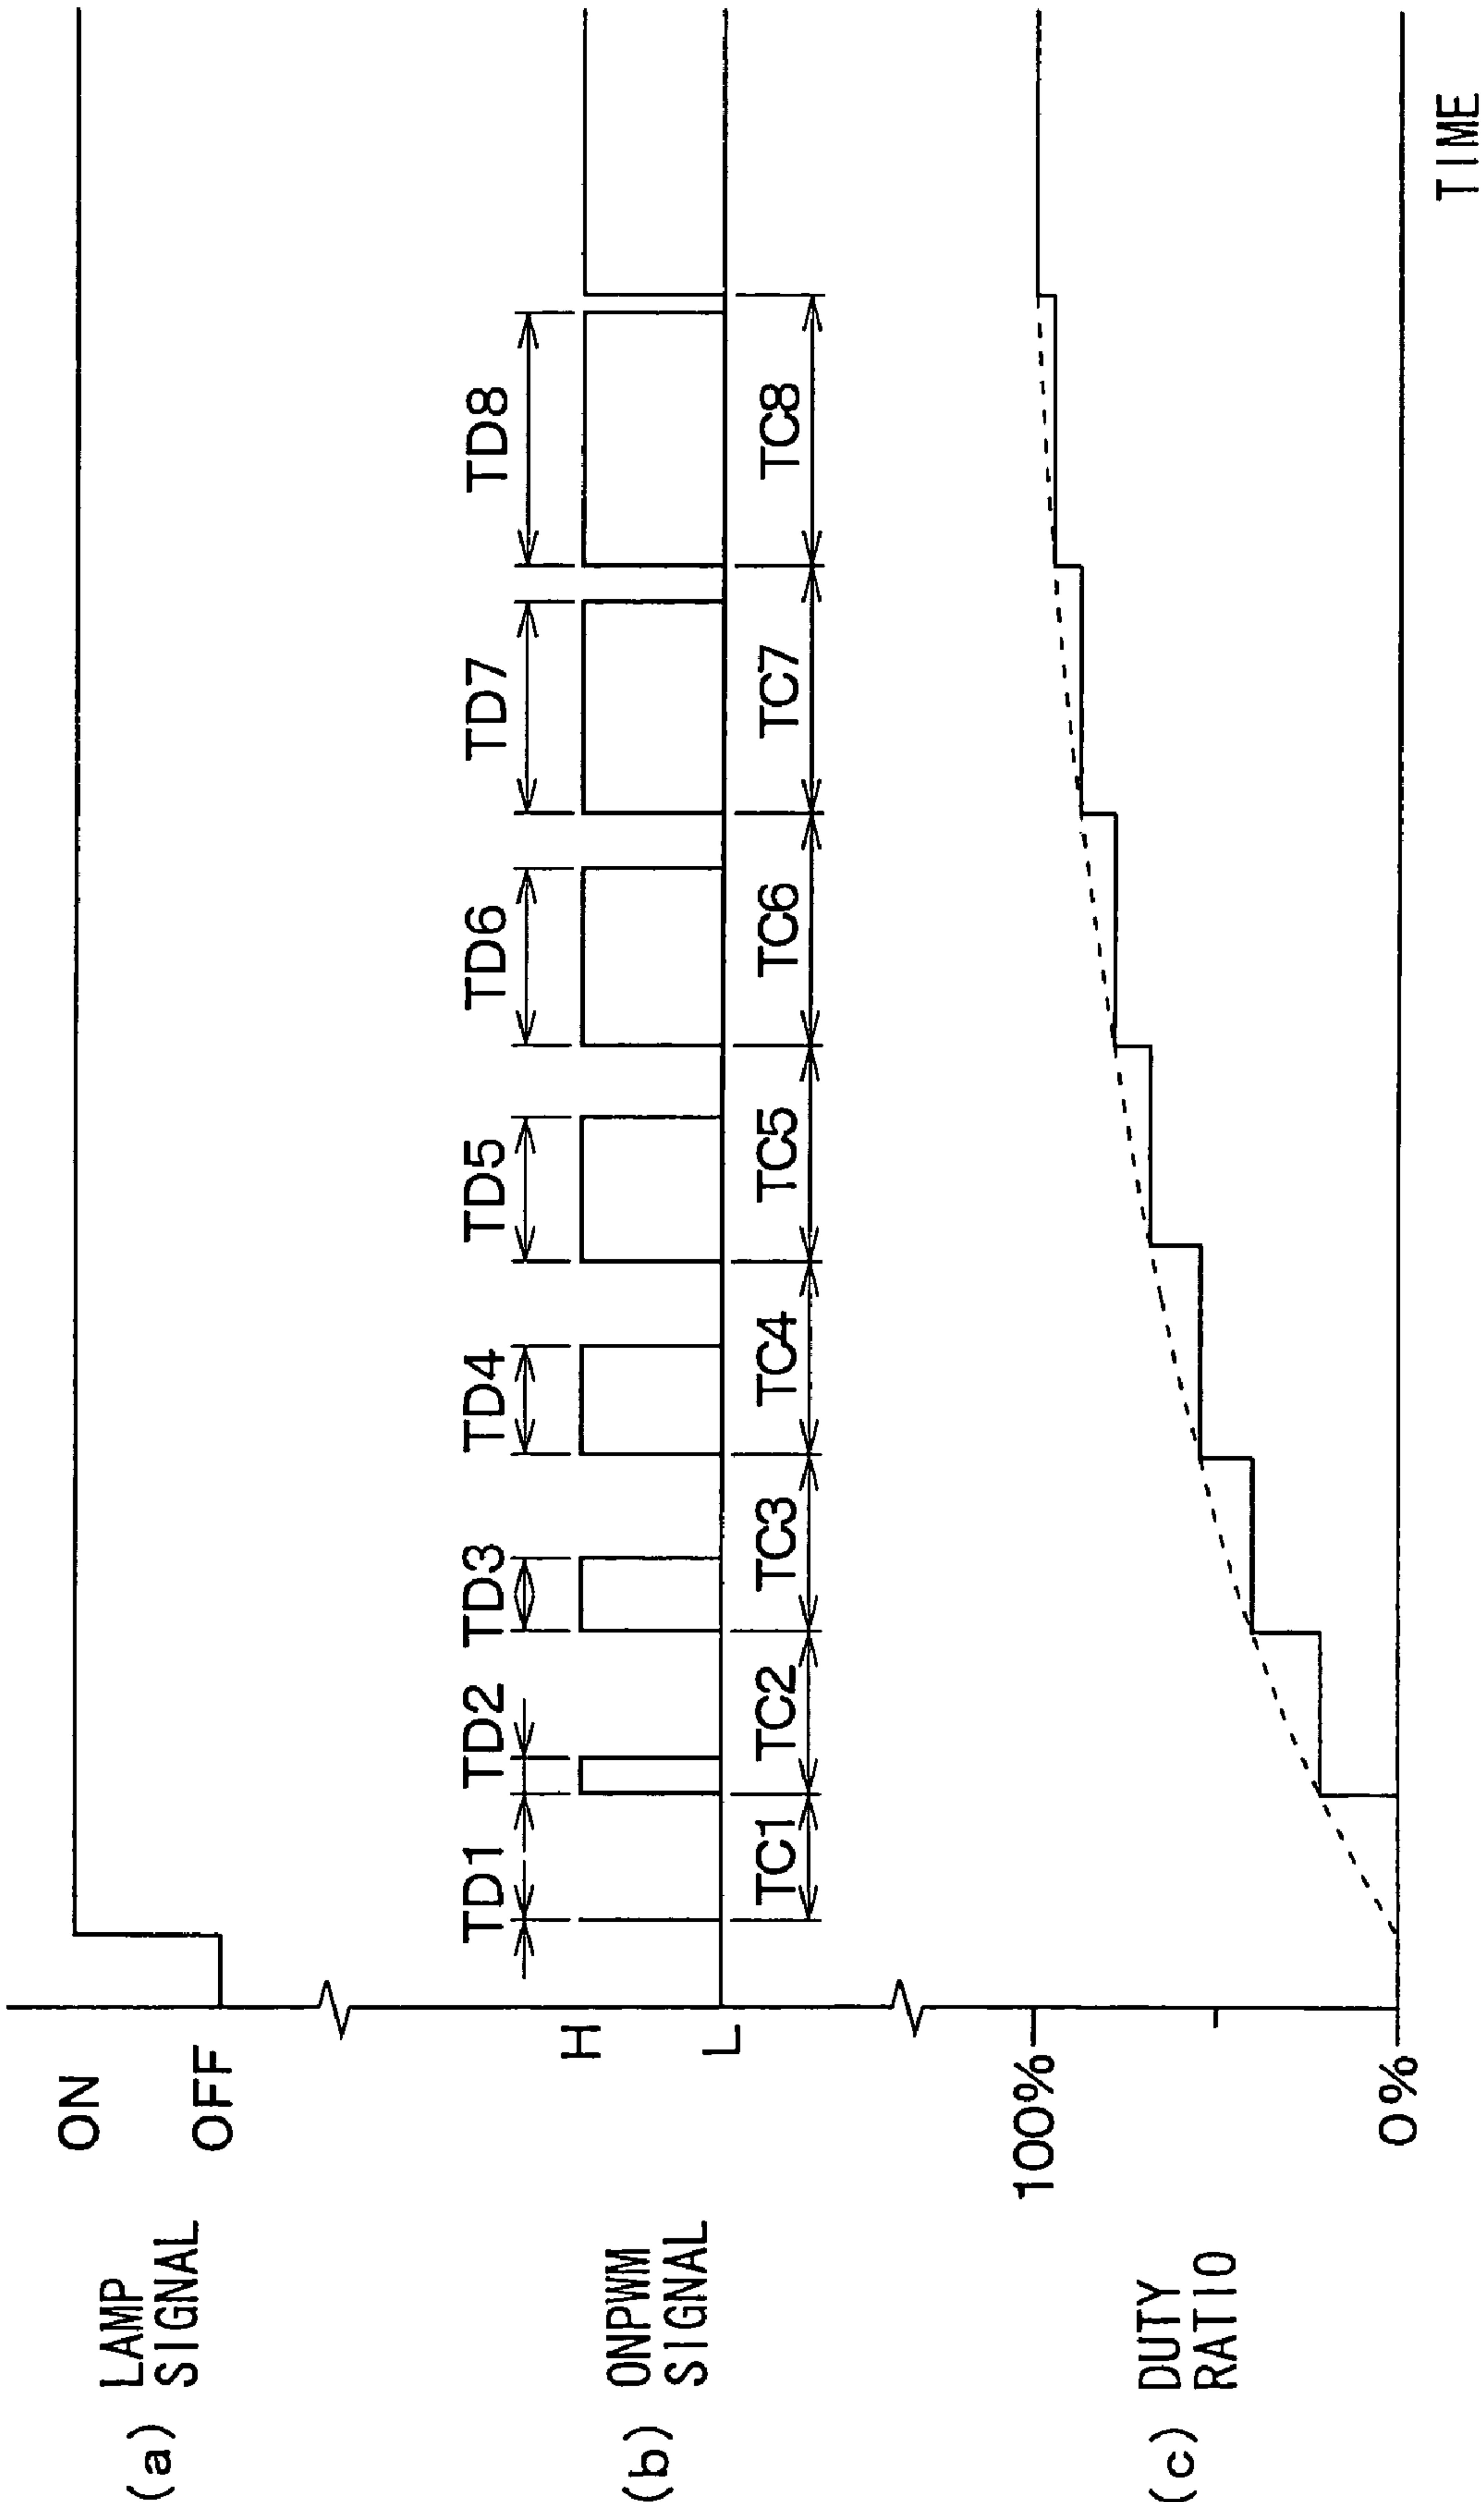 (a) LAMP
SIGNAL
ON
OFF
(b) ONPWM
SIGNAL
H
L
TD1 TD2 TD3 TD4 TD5 TD6 TD7 TD8
TC1 TC2 TC3 TC4 TC5 TC6 TC7 TC8
(c) DUTY
RATIO
100%
0%
TIME